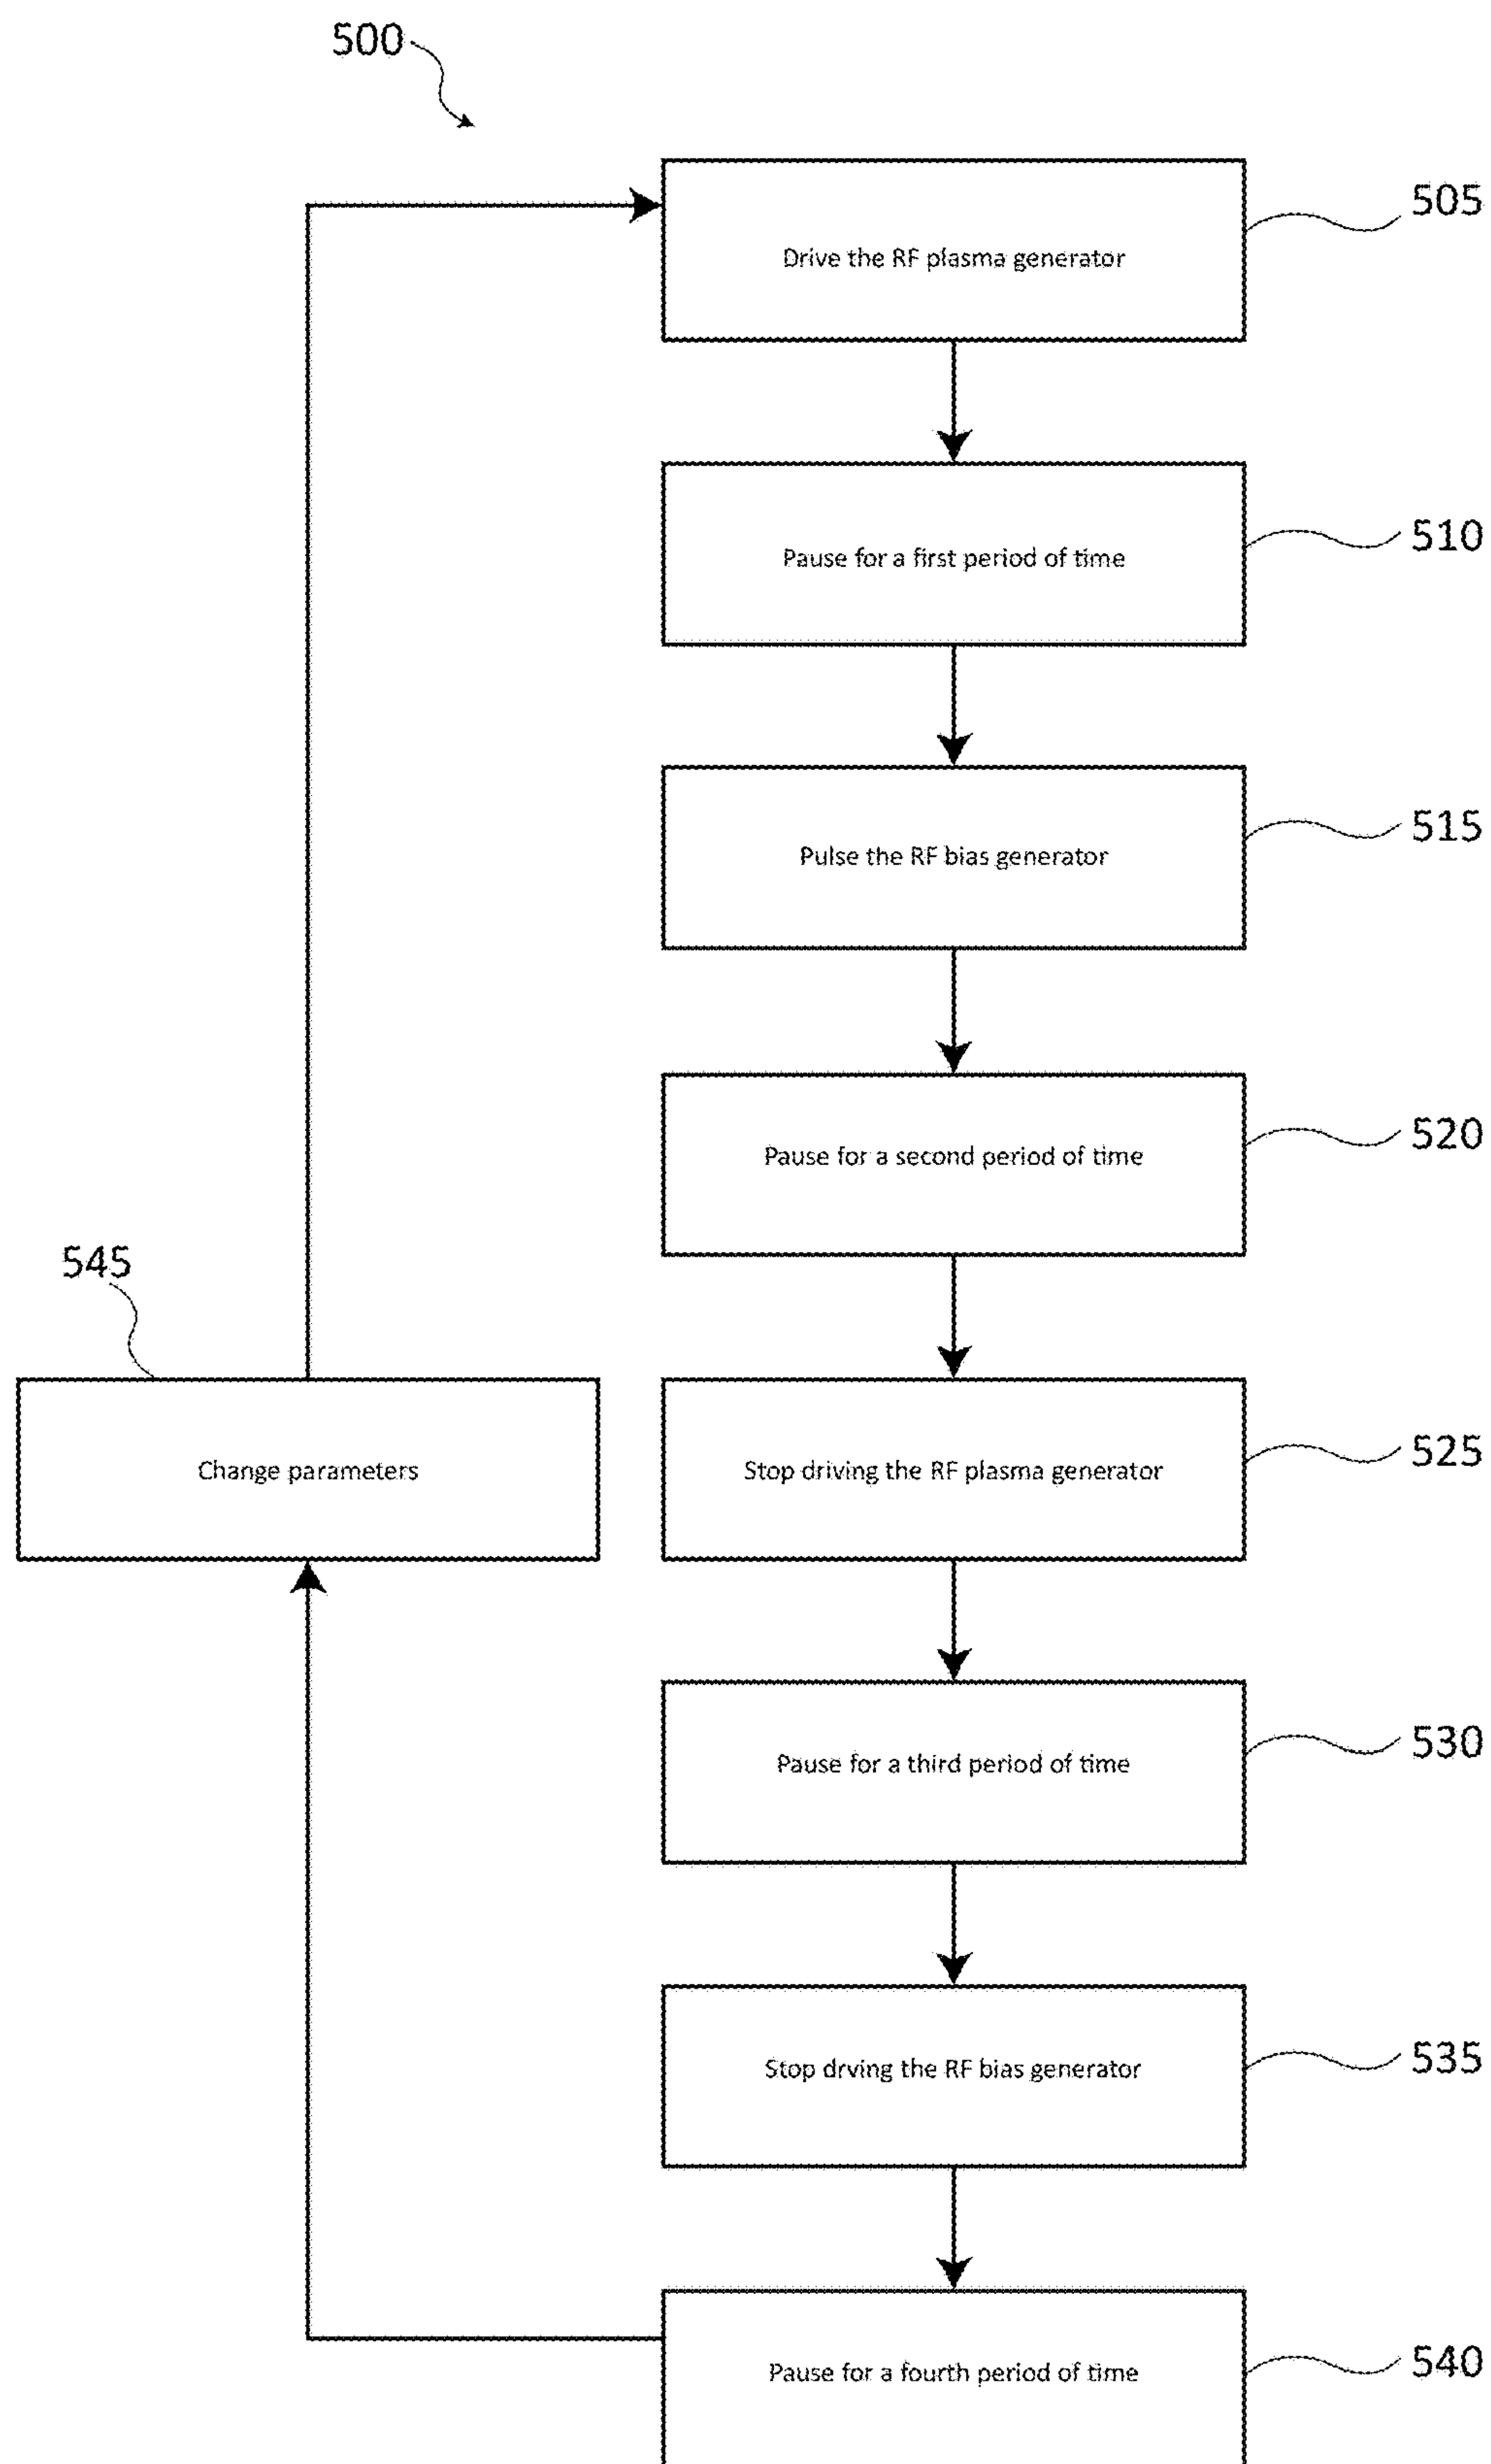 500
Drive the RF plasma generator
505
Pause for a first period of time
510
Pulse the RF bias generator
515
Pause for a second period of time
520
545
Change parameters
Stop driving the RF plasma generator
525
Pause for a third period of time
530
Stop drving the RF bias generator
535
Pause for a fourth period of time
540